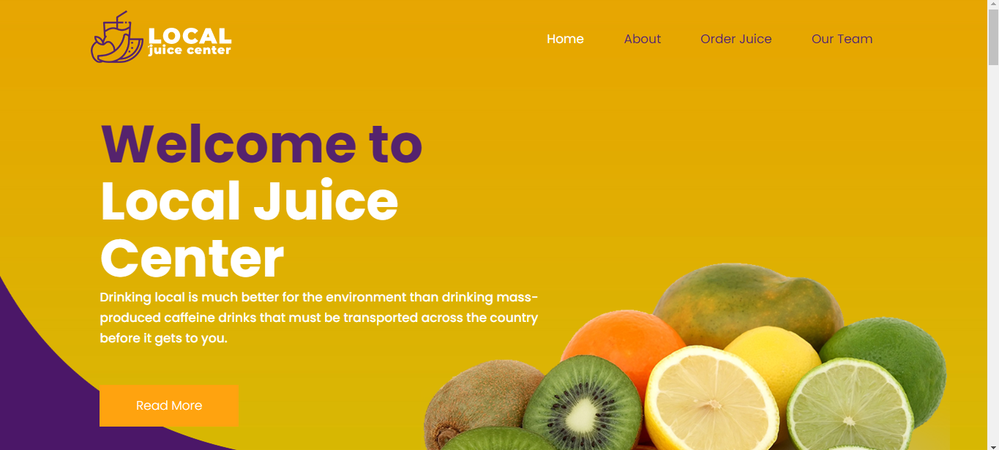 LOCAL
juice center
Home About Order Juice Our Team
Welcome to
Local Juice
Center
Drinking local is much better for the environment than drinking mass-
produced caffeine drinks that must be transported across the country
before it gets to you.
Read More